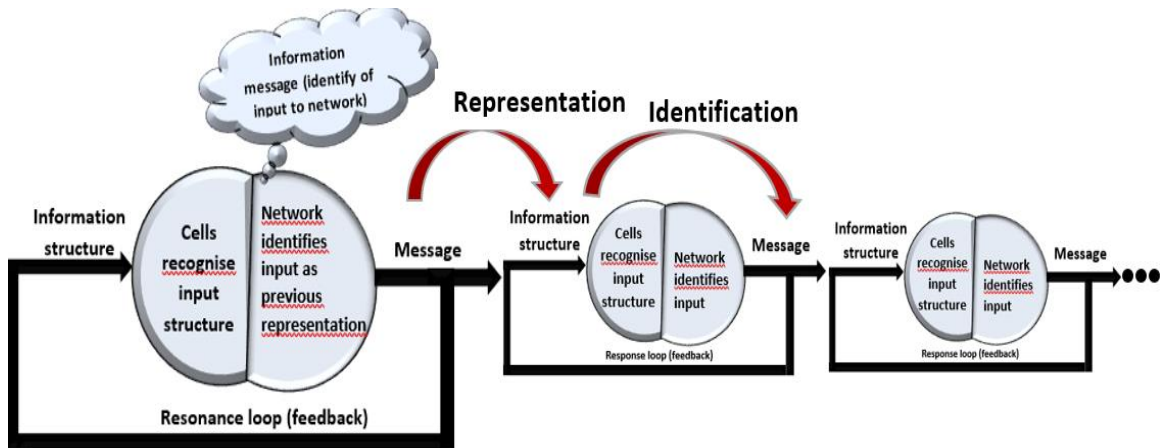 Information
message (identify of
input to network)
Representation
Identification
Information
structure
Cells
recognise
input
structure
Network
identifies
input as
previous
representation
Message
Resonance loop (feedback)
Information
structure
Cells
recognise
input
structure
Network
identifies
input
Message
Response loop (feedback)
Information
structure
Cells
recognise
input
structure
Network
identifies
input
Message
Response loop (feedback)